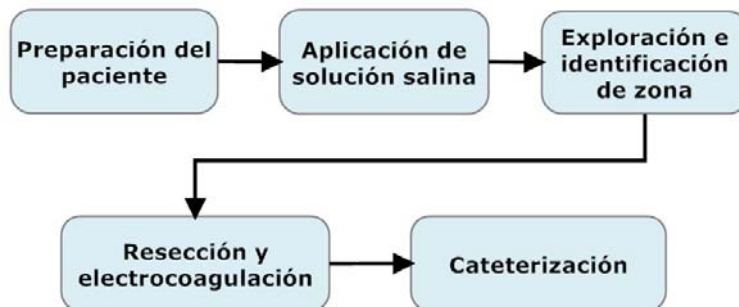 Preparación del
paciente
Aplicación de
solución salina
Exploración e
identificación
de zona
Resección y
electrocoagulación
Cateterización